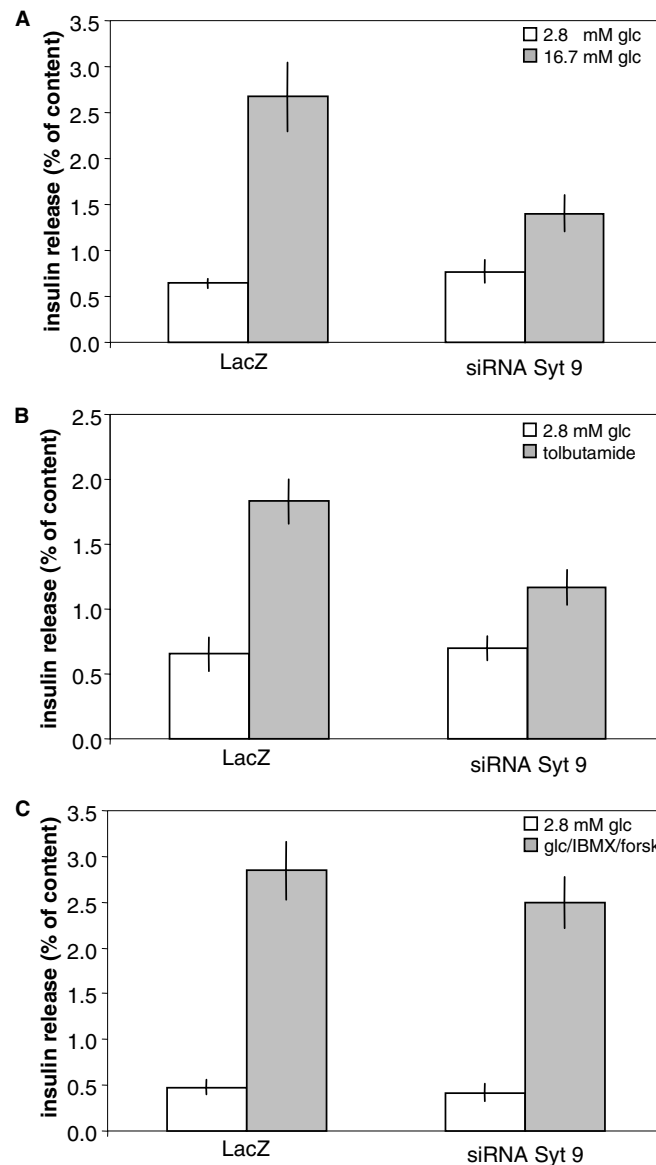 A
insulin release (% of content)
3.5
3.0
2.5
2.0
1.5
1.0
0.5
0.0
2.8 mM glc
16.7 mM glc
LacZ
siRNA Syt 9
B
insulin release (% of content)
2.5
2.0
1.5
1.0
0.5
0.0
2.8 mM glc
tolbutamide
LacZ
siRNA Syt 9
C
insulin release (% of content)
3.5
3.0
2.5
2.0
1.5
1.0
0.5
0.0
2.8 mM glc
glc/IBMX/forsk
LacZ
siRNA Syt 9